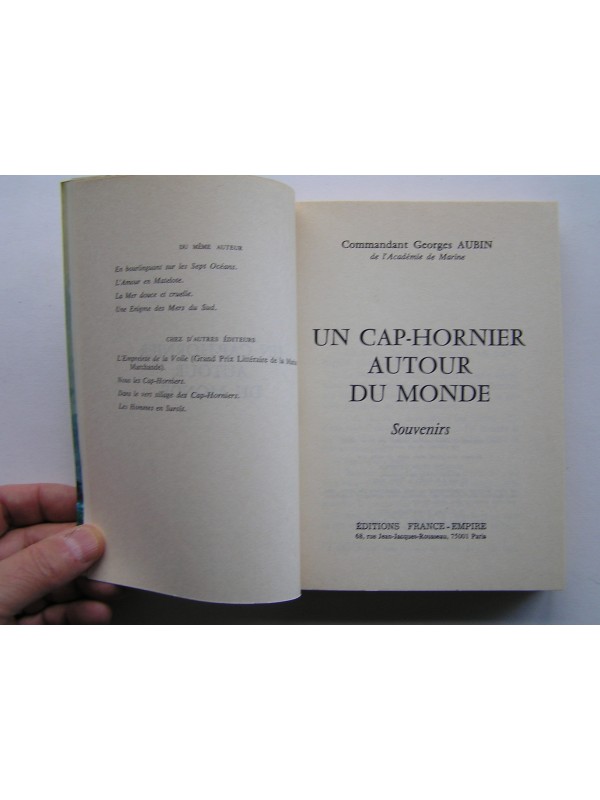 DU MÊME AUTEUR
En bourlinguant sur les Sept Océans.
L'Amour en Matelote.
La Mer douce et cruelle.
Une Enigme des Mers du Sud.
CHEZ D'AUTRES ÉDITEURS
L'Empreinte de la Voile (Grand Prix Littéraire de la
Marchande).
Nous les Cap-Horniers.
Dans le vert sillage des Cap-Horniers.
Les Hommes en Suroît.
Commandant Georges AUBIN
de l'Académie de Marine
UN CAP-HORNIER
AUTOUR
DU MONDE
Souvenirs
ÉDITIONS FRANCE-EMPIRE
68, rue Jean-Jacques-Rousseau, 75001 Paris